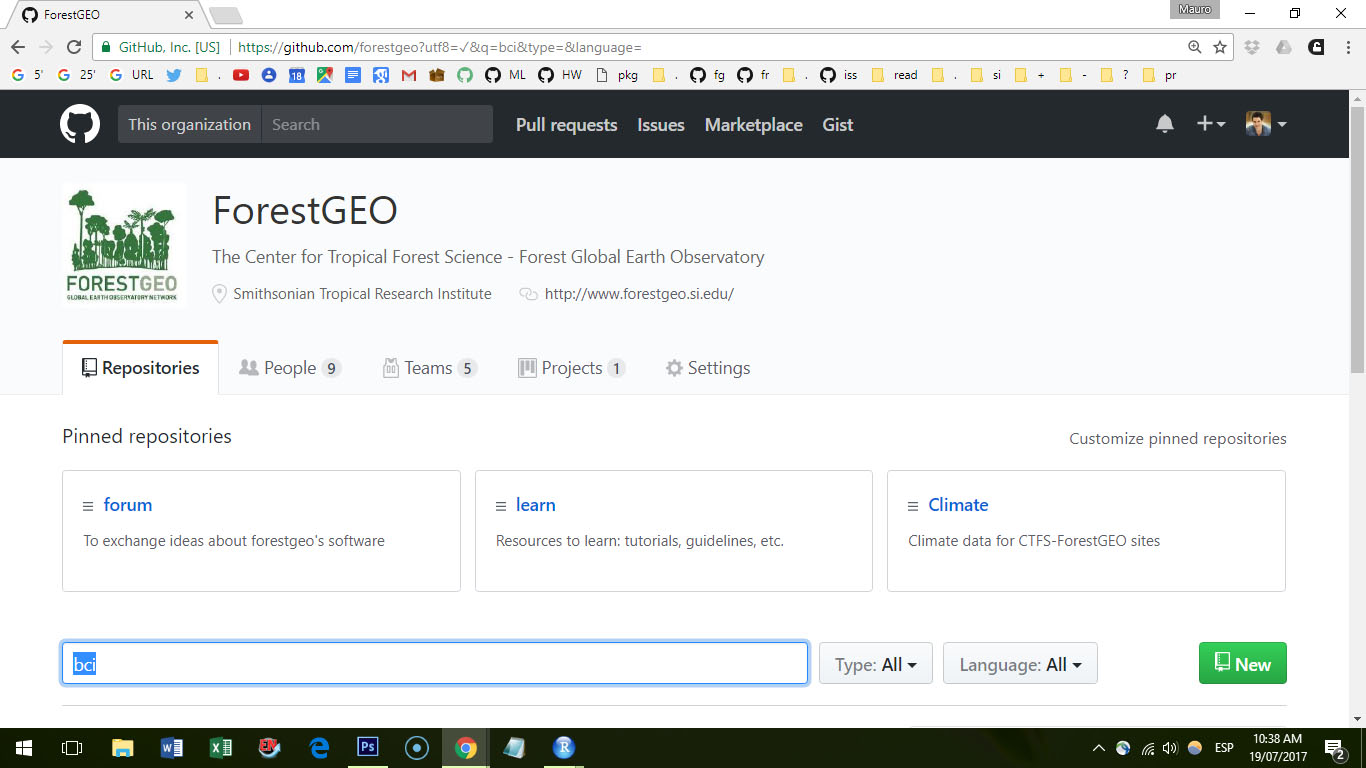 Mauro
ForestGEO
GitHub, Inc. [US] https://github.com/forestgeo?utf8=✓&q=bci&type=&language=
5' 25' URL . ML HW pkg . fg fr . iss read . si + - ? pr
This organization Search Pull requests Issues Marketplace Gist
ForestGEO
The Center for Tropical Forest Science - Forest Global Earth Observatory
Smithsonian Tropical Research Institute http://www.forestgeo.si.edu/
FORESTGEO
GLOBAL EARTH OBSERVATORY NETWORK
Repositories People 9 Teams 5 Projects 1 Settings
Pinned repositories Customize pinned repositories
forum
To exchange ideas about forestgeo's software
learn
Resources to learn: tutorials, guidelines, etc.
Climate
Climate data for CTFS-ForestGEO sites
bci Type: All Language: All New
ESP
10:38 AM
19/07/2017
2